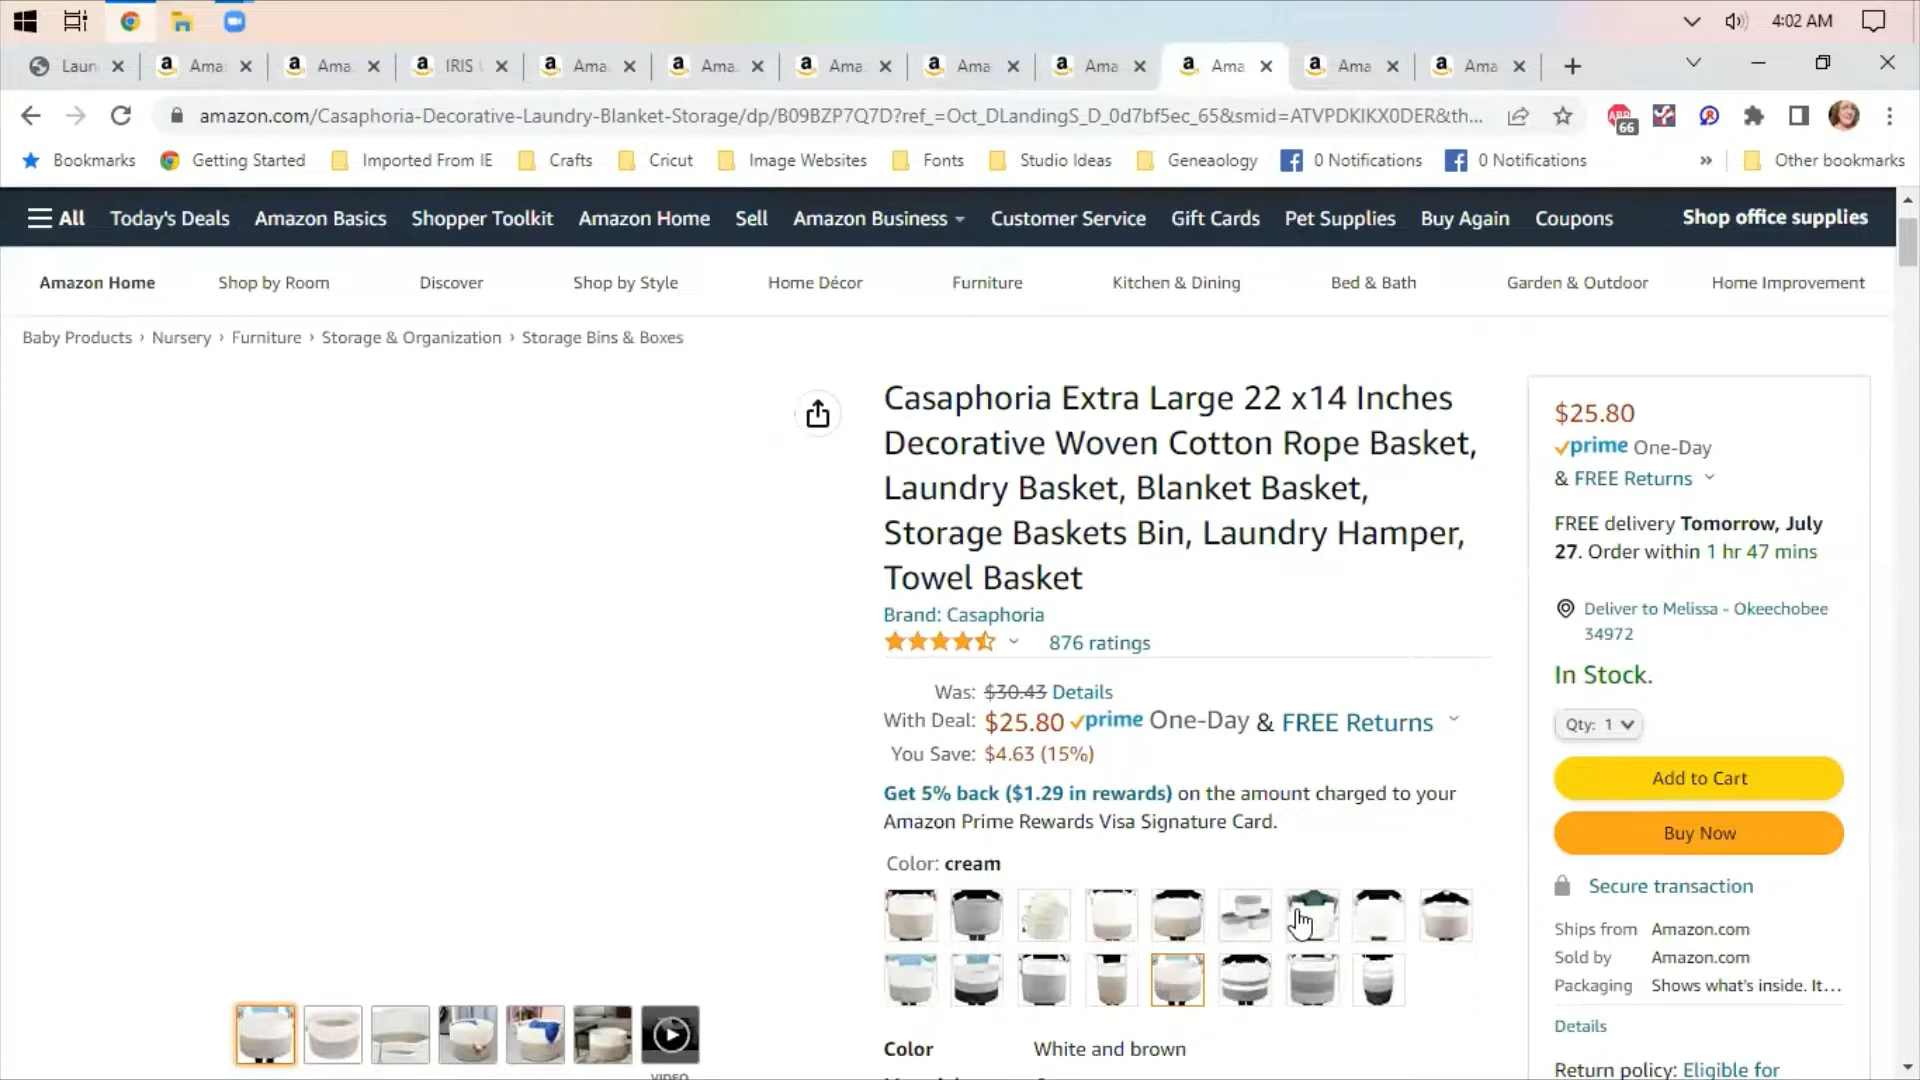 4:02 AM
Laun
Ama
Ama
IRIS
Ama
Ama
Ama
Ama
Ama
Ama
Ama
Ama
amazon.com/Casaphoria-Decorative-Laundry-Blanket-Storage/dp/B09BZP7Q7D?ref_=Oct_DLandingS_D_0d7bf5ec_65&smid=ATVPDKIKX0DER&th...
66
Bookmarks Getting Started Imported From IE Crafts Cricut Image Websites Fonts Studio Ideas Geneaology 0 Notifications 0 Notifications » Other bookmarks
All Today's Deals Amazon Basics Shopper Toolkit Amazon Home Sell Amazon Business Customer Service Gift Cards Pet Supplies Buy Again Coupons Shop office supplies
Amazon Home Shop by Room Discover Shop by Style Home Décor Furniture Kitchen & Dining Bed & Bath Garden & Outdoor Home Improvement
Baby Products › Nursery › Furniture › Storage & Organization › Storage Bins & Boxes
Casaphoria Extra Large 22 x14 Inches
Decorative Woven Cotton Rope Basket,
Laundry Basket, Blanket Basket,
Storage Baskets Bin, Laundry Hamper,
Towel Basket
Brand: Casaphoria
876 ratings
Was: $30.43 Details
With Deal: $25.80 prime One-Day & FREE Returns
You Save: $4.63 (15%)
Get 5% back ($1.29 in rewards) on the amount charged to your
Amazon Prime Rewards Visa Signature Card.
Color: cream
Color White and brown
VIDEO
$25.80
prime One-Day
& FREE Returns
FREE delivery Tomorrow, July
27. Order within 1 hr 47 mins
Deliver to Melissa - Okeechobee
34972
In Stock.
Qty: 1
Add to Cart
Buy Now
Secure transaction
Ships from Amazon.com
Sold by Amazon.com
Packaging Shows what's inside. It...
Details
Return policy: Eligible for